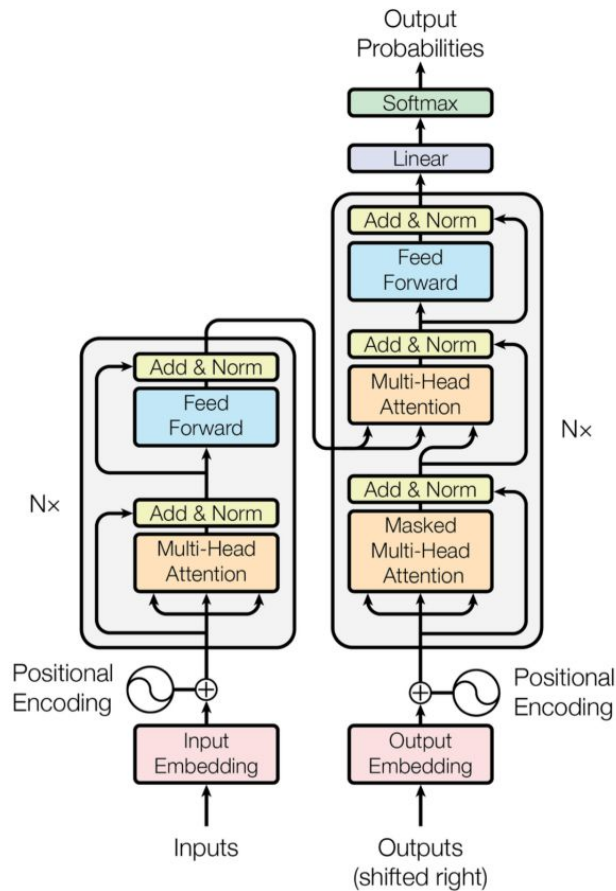 Output
Probabilities
Softmax
Linear
Add & Norm
Feed
Forward
Add & Norm
Multi-Head
Attention
Add & Norm
Masked
Multi-Head
Attention
N×
Add & Norm
Feed
Forward
N×
Add & Norm
Multi-Head
Attention
Positional
Encoding
Positional
Encoding
Input
Embedding
Output
Embedding
Inputs
Outputs
(shifted right)